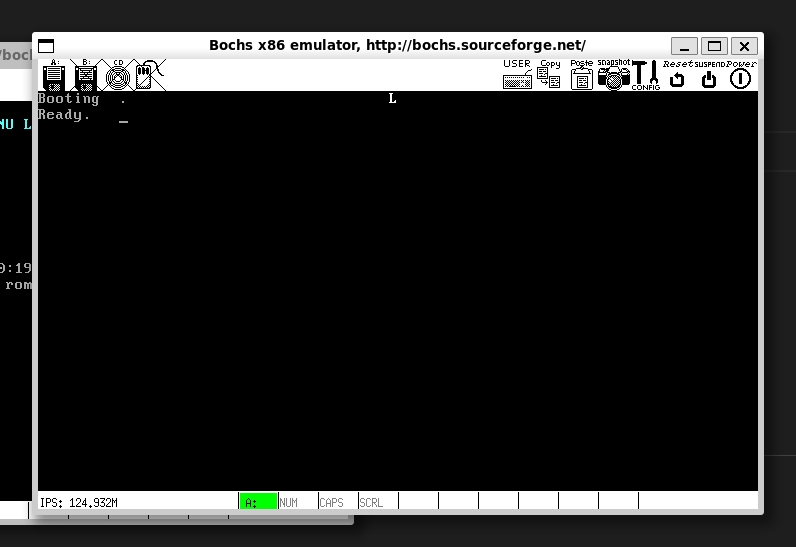 /boch
Bochs x86 emulator, http://bochs.sourceforge.net/
A: B: CD USER Copy Paste Snapshot CONFIG Reset SUSPEND Power
Booting . L
Ready. _
NU L
0:19
rom
IPS: 124.932M A: NUM CAPS SCRL